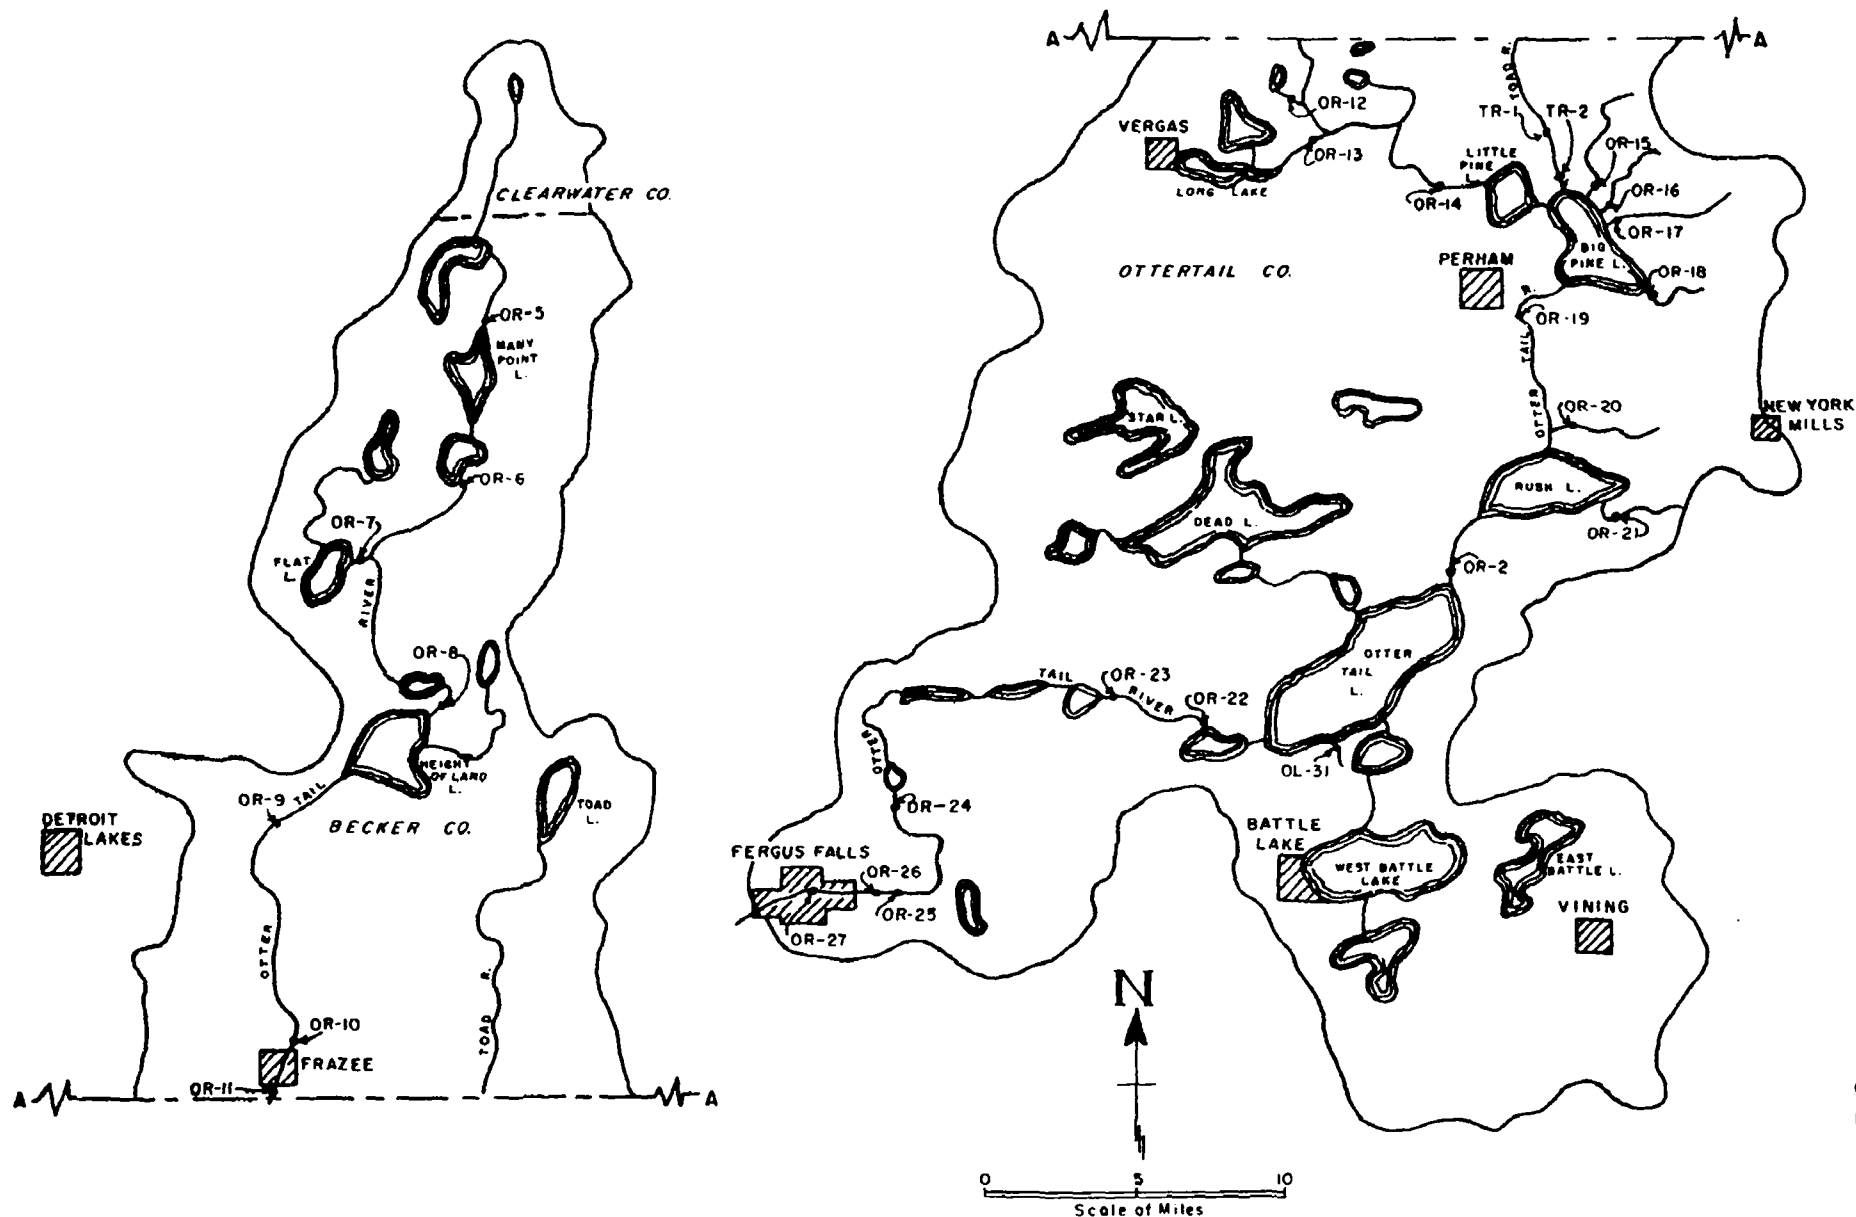 CLEARWATER CO.
OR-5
MANY
POINT
L.
OR-6
OR-7
FLAT
L.
RIVER
OR-8
HEIGHT
OF LAND
L.
OR-9
TAIL
TOAD
L.
BECKER CO.
DETROIT
LAKES
OTTER
TOAD R.
OR-10
FRAZEE
OR-11
A
A
A
A
TOAD R.
OR-12
VERGAS
OR-13
LONG LAKE
TR-1
TR-2
LITTLE
PINE
L.
OR-14
OR-15
OR-16
OR-17
BIG
PINE L.
OR-18
OTTERTAIL CO.
PERHAM
OR-19
OTTER TAIL R.
OR-20
NEW YORK
MILLS
STAR L.
RUSH L.
DEAD L.
OR-21
OR-2
OTTER
TAIL
L.
OTTER TAIL RIVER
OR-23
OR-22
OL-31
OR-24
FERGUS FALLS
OR-26
OR-25
OR-27
BATTLE
LAKE
WEST BATTLE
LAKE
EAST
BATTLE L.
VINING
N
0 5 10
Scale of Miles